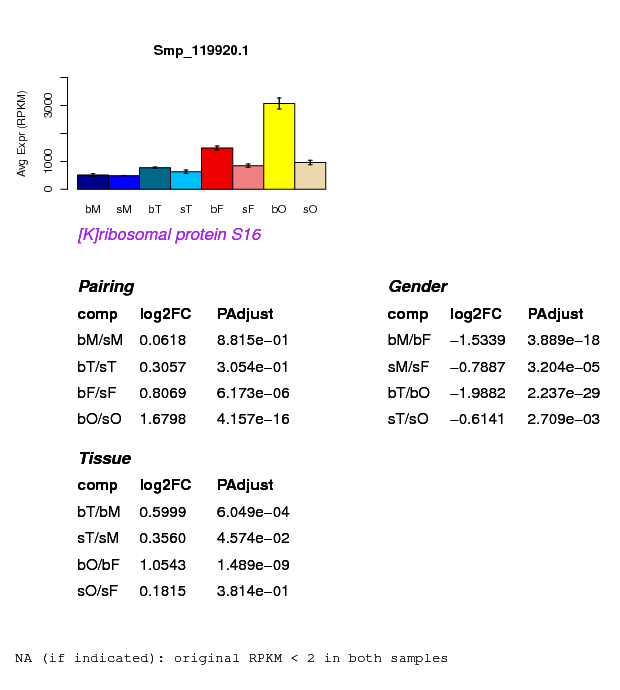 Smp_119920.1
Avg Expr (RPKM)
3000
1000
0
bM sM bT sT bF sF bO sO
[K]ribosomal protein S16
Pairing
comp log2FC PAdjust
bM/sM 0.0618 8.815e−01
bT/sT 0.3057 3.054e−01
bF/sF 0.8069 6.173e−06
bO/sO 1.6798 4.157e−16
Gender
comp log2FC PAdjust
bM/bF −1.5339 3.889e−18
sM/sF −0.7887 3.204e−05
bT/bO −1.9882 2.237e−29
sT/sO −0.6141 2.709e−03
Tissue
comp log2FC PAdjust
bT/bM 0.5999 6.049e−04
sT/sM 0.3560 4.574e−02
bO/bF 1.0543 1.489e−09
sO/sF 0.1815 3.814e−01
NA (if indicated): original RPKM < 2 in both samples